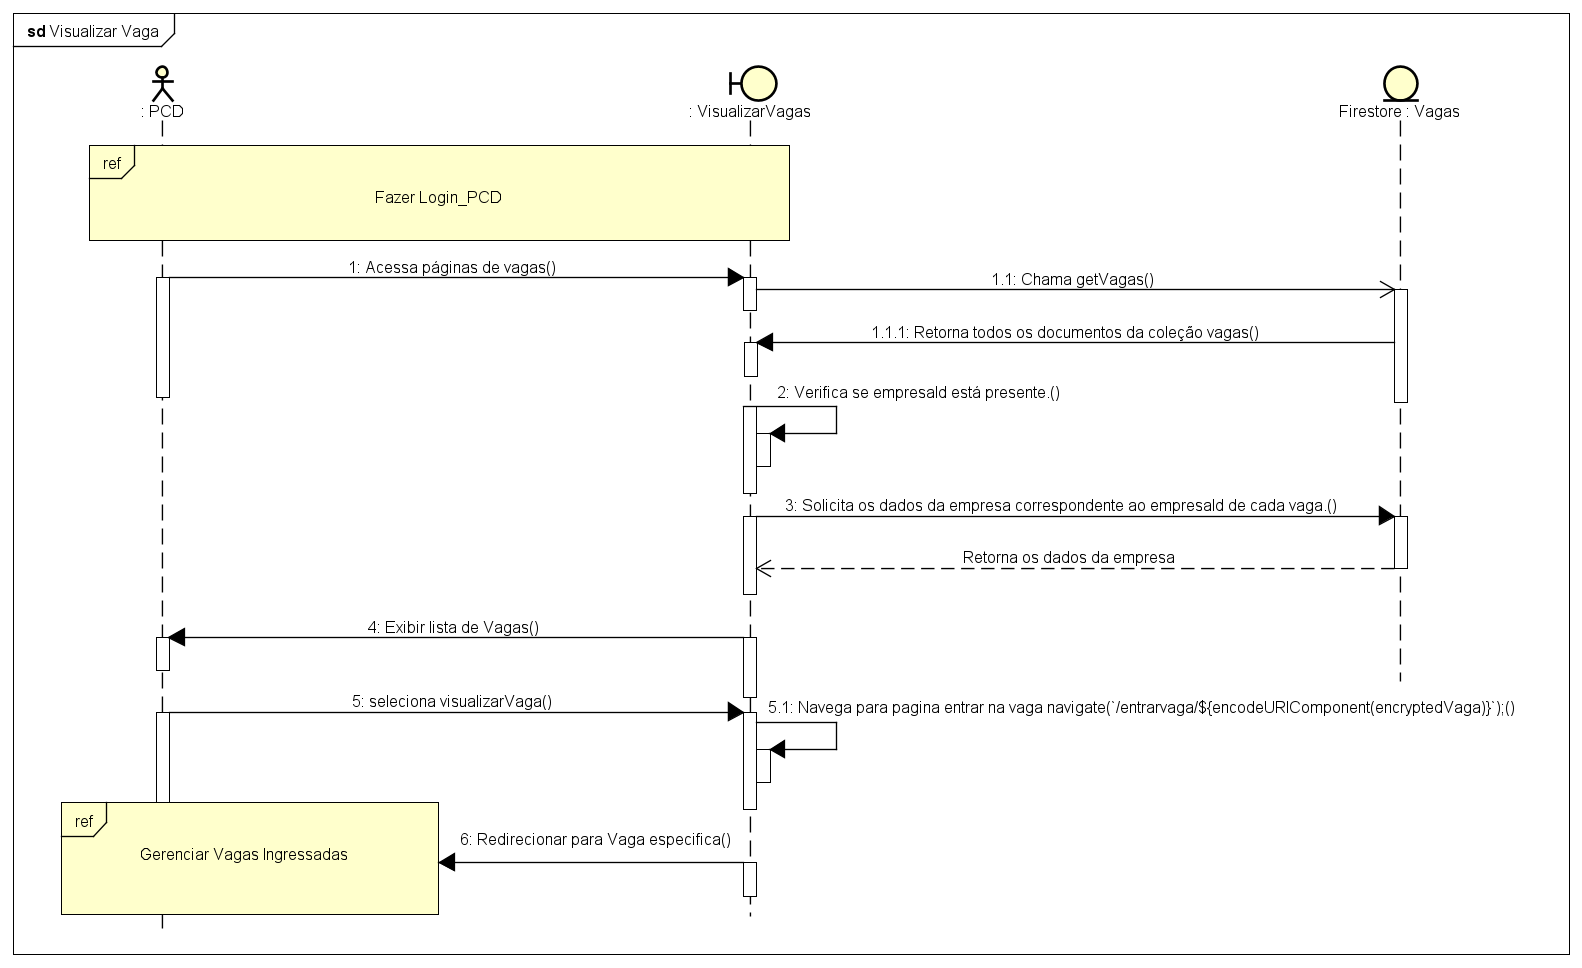 sd Visualizar Vaga
: PCD
: VisualizarVagas
Firestore : Vagas
ref
Fazer Login_PCD
1: Acessa páginas de vagas()
1.1: Chama getVagas()
1.1.1: Retorna todos os documentos da coleção vagas()
2: Verifica se empresaId está presente.()
3: Solicita os dados da empresa correspondente ao empresaId de cada vaga.()
Retorna os dados da empresa
4: Exibir lista de Vagas()
5: seleciona visualizarVaga()
5.1: Navega para pagina entrar na vaga navigate(`/entrarvaga/${encodeURIComponent(encryptedVaga)}`);()
ref
Gerenciar Vagas Ingressadas
6: Redirecionar para Vaga especifica()